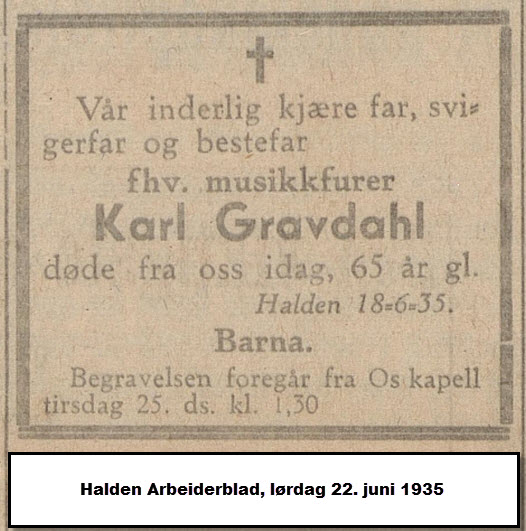 Vår inderlig kjære far, svi-
gerfar og bestefar
fhv. musikkfurer
Karl Gravdahl
døde fra oss idag, 65 år gl.
Halden 18-6-35.
Barna.
Begravelsen foregår fra Os kapell
tirsdag 25. ds. kl. 1,30
Halden Arbeiderblad, lørdag 22. juni 1935